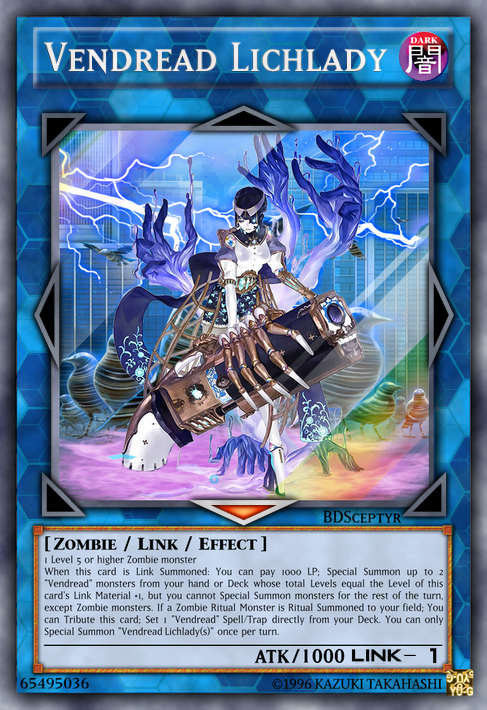 VENDREAD LICHLADY
DARK
闇
BDSCEPTYR
[ ZOMBIE / LINK / EFFECT ]
1 Level 5 or higher Zombie monster
When this card is Link Summoned: You can pay 1000 LP; Special Summon up to 2
"Vendread" monsters from your hand or Deck whose total Levels equal the Level of this
card's Link Material +1, but you cannot Special Summon monsters for the rest of the turn,
except Zombie monsters. If a Zombie Ritual Monster is Ritual Summoned to your field; You
can Tribute this card; Set 1 "Vendread" Spell/Trap directly from your Deck. You can only
Special Summon "Vendread Lichlady(s)" once per turn.
ATK/1000 LINK– 1
65495036 ©1996 KAZUKI TAKAHASHI